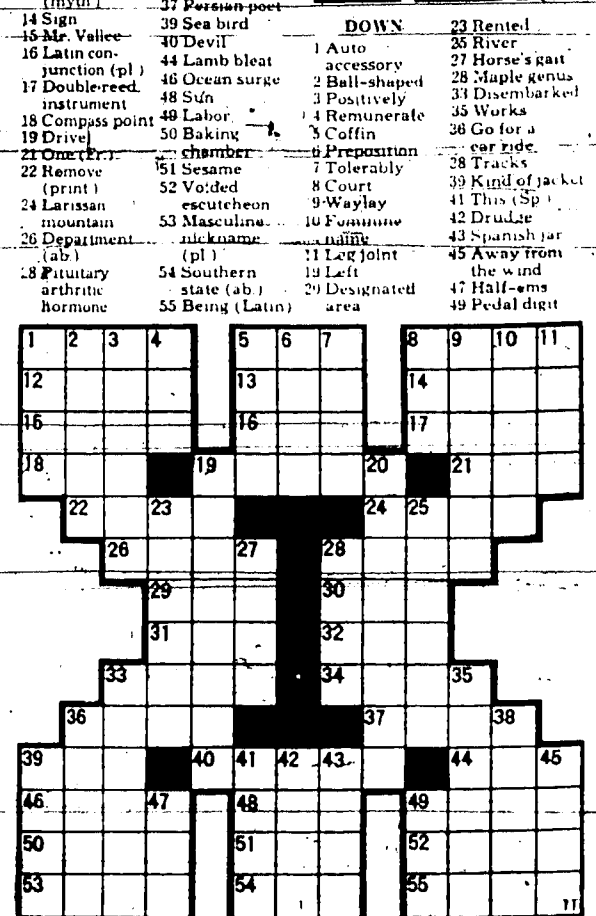 (myth )
14 Sign
15 Mr. Vallee
16 Latin con-
junction (pl )
17 Double-reed
instrument
18 Compass point
19 Drive
21 One (Fr.)
22 Remove
(print )
24 Larissan
mountain
26 Department
(ab.)
28 Pituitary
arthritic
hormone
37 Persian poet
39 Sea bird
40 Devil
44 Lamb bleat
46 Ocean surge
48 Sun
49 Labor
50 Baking
chamber
51 Sesame
52 Voided
escutcheon
53 Masculine
nickname
(pl )
54 Southern
state (ab.)
55 Being (Latin)
DOWN
1 Auto
accessory
2 Ball-shaped
3 Positively
4 Remunerate
5 Coffin
6 Preposition
7 Tolerably
8 Court
9 Waylay
10 Feminine
name
11 Leg joint
19 Left
20 Designated
area
23 Rented
25 River
27 Horse's gait
28 Maple genus
33 Disembarked
35 Works
36 Go for a
car ride
38 Tracks
39 Kind of jacket
41 This (Sp )
42 Drudge
43 Spanish jar
45 Away from
the wind
47 Half-ems
49 Pedal digit
1 2 3 4 5 6 7 8 9 10 11
12 13 14
15 16 17
18 19 20 21
22 23 24 25
26 27 28
29 30
31 32
33 34 35
36 37 38
39 40 41 42 43 44 45
46 47 48 49
50 51 52
53 54 55
11